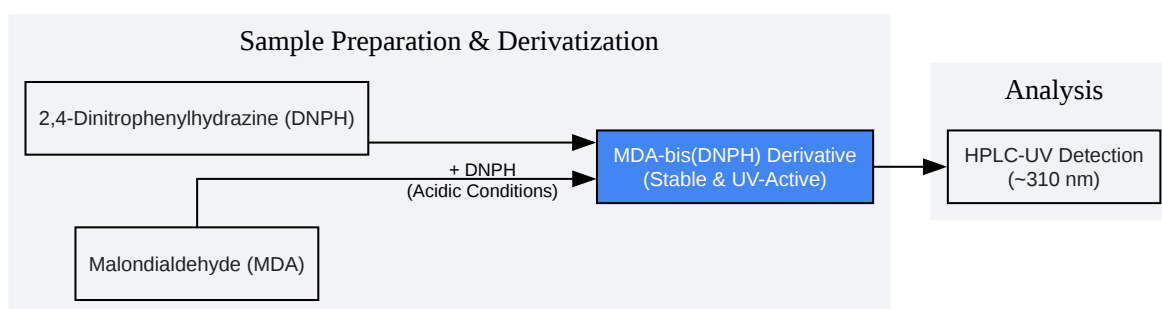 Sample Preparation & Derivatization
2,4-Dinitrophenylhydrazine (DNPH)
+ DNPH
(Acidic Conditions)
Malondialdehyde (MDA)
MDA-bis(DNPH) Derivative
(Stable & UV-Active)
Analysis
HPLC-UV Detection
(~310 nm)